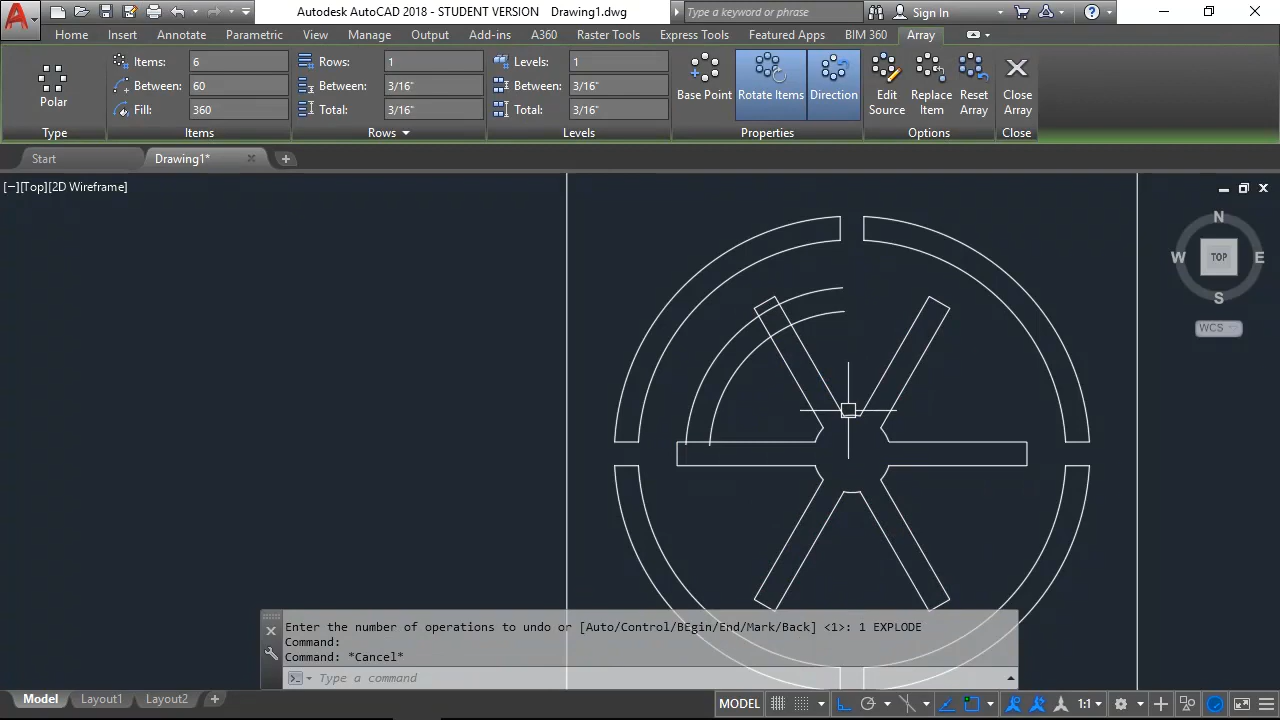 Autodesk AutoCAD 2018 - STUDENT VERSION Drawing1.dwg
Type a keyword or phrase
Sign In
Home Insert Annotate Parametric View Manage Output Add-ins A360 Raster Tools Express Tools Featured Apps BIM 360 Array
Polar
Items: 6
Between: 60
Fill: 360
Rows: 1
Between: 3/16"
Total: 3/16"
Levels: 1
Between: 3/16"
Total: 3/16"
Base Point
Rotate Items
Direction
Edit
Source
Replace
Item
Reset
Array
Close
Array
Type Items Rows Levels Properties Options Close
Start Drawing1*
[−][Top][2D Wireframe]
N
W TOP E
S
WCS
Enter the number of operations to undo or [Auto/Control/BEgin/End/Mark/Back] <1>: 1 EXPLODE
Command:
Command: *Cancel*
Type a command
Model Layout1 Layout2
MODEL 1:1